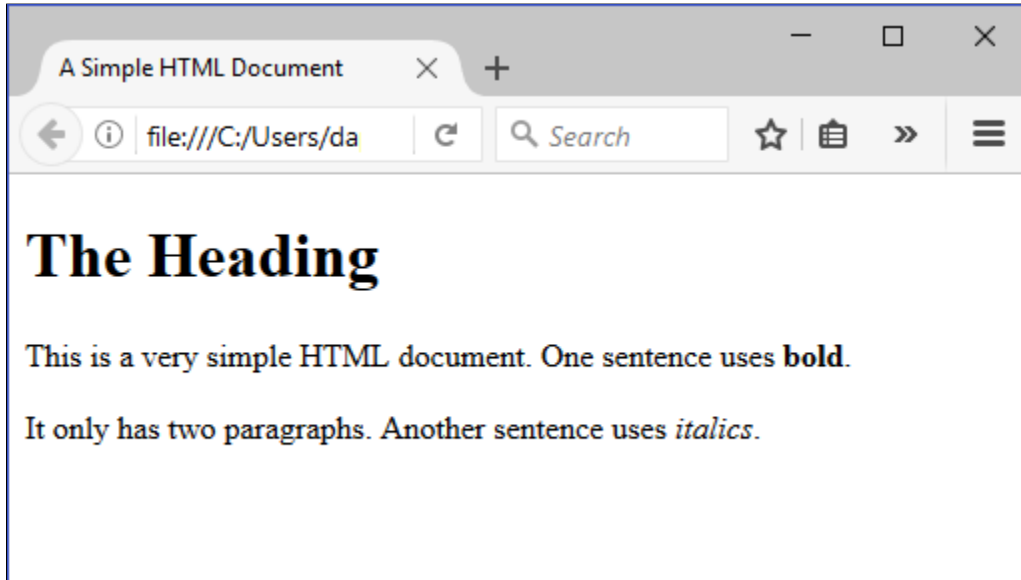 A Simple HTML Document
file:///C:/Users/da
Search
The Heading
This is a very simple HTML document. One sentence uses bold.
It only has two paragraphs. Another sentence uses italics.